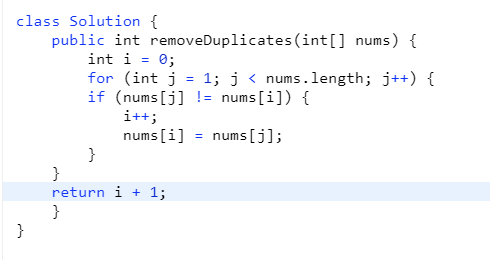 class Solution {
    public int removeDuplicates(int[] nums) {
        int i = 0;
        for (int j = 1; j < nums.length; j++) {
        if (nums[j] != nums[i]) {
            i++;
            nums[i] = nums[j];
        }
    }
    return i + 1;
    }
}